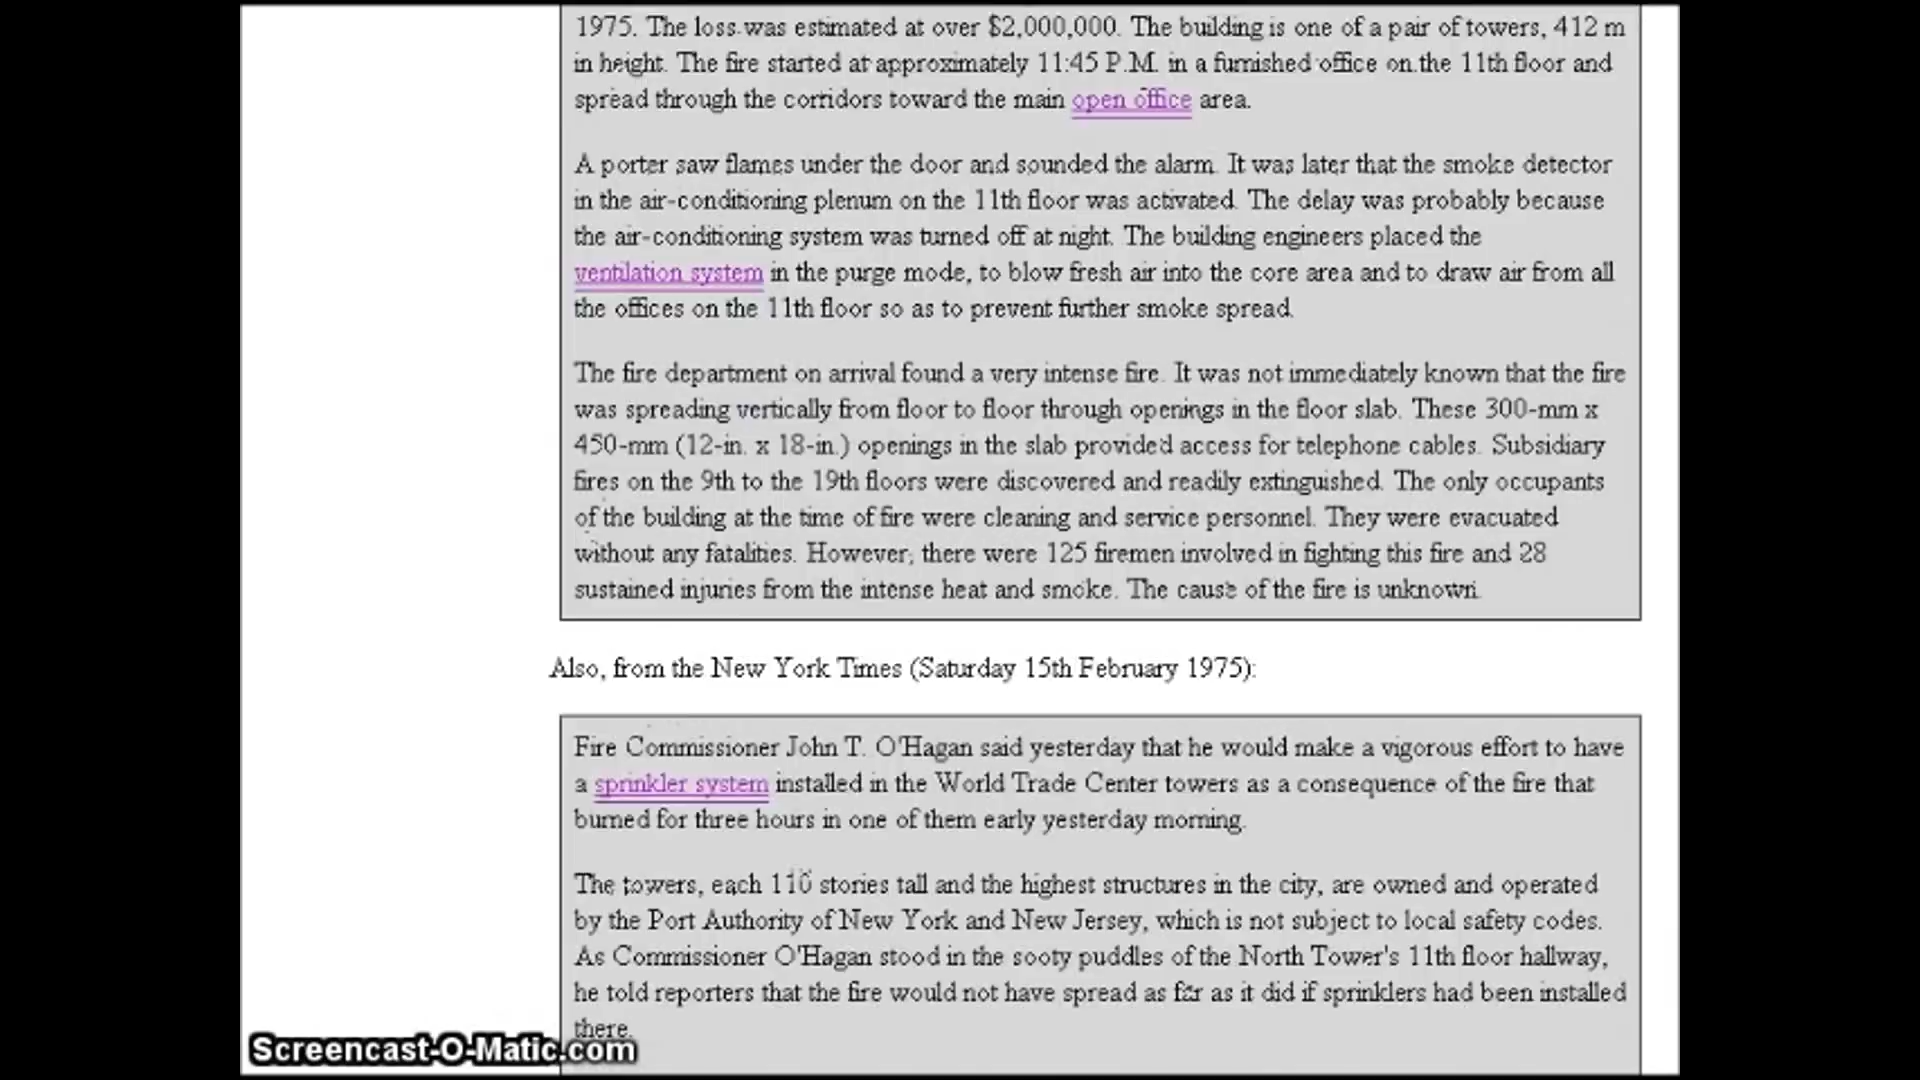 1975. The loss was estimated at over $2,000,000. The building is one of a pair of towers, 412 m
in height. The fire started at approximately 11:45 P.M. in a furnished office on the 11th floor and
spread through the corridors toward the main open office area.
A porter saw flames under the door and sounded the alarm. It was later that the smoke detector
in the air-conditioning plenum on the 11th floor was activated. The delay was probably because
the air-conditioning system was turned off at night. The building engineers placed the
ventilation system in the purge mode, to blow fresh air into the core area and to draw air from all
the offices on the 11th floor so as to prevent further smoke spread.
The fire department on arrival found a very intense fire. It was not immediately known that the fire
was spreading vertically from floor to floor through openings in the floor slab. These 300-mm x
450-mm (12-in. x 18-in.) openings in the slab provided access for telephone cables. Subsidiary
fires on the 9th to the 19th floors were discovered and readily extinguished. The only occupants
of the building at the time of fire were cleaning and service personnel. They were evacuated
without any fatalities. However, there were 125 firemen involved in fighting this fire and 28
sustained injuries from the intense heat and smoke. The cause of the fire is unknown.
Also, from the New York Times (Saturday 15th February 1975):
Fire Commissioner John T. O'Hagan said yesterday that he would make a vigorous effort to have
a sprinkler system installed in the World Trade Center towers as a consequence of the fire that
burned for three hours in one of them early yesterday morning.
The towers, each 110 stories tall and the highest structures in the city, are owned and operated
by the Port Authority of New York and New Jersey, which is not subject to local safety codes.
As Commissioner O'Hagan stood in the sooty puddles of the North Tower's 11th floor hallway,
he told reporters that the fire would not have spread as far as it did if sprinklers had been installed
there.
Screencast-O-Matic.com